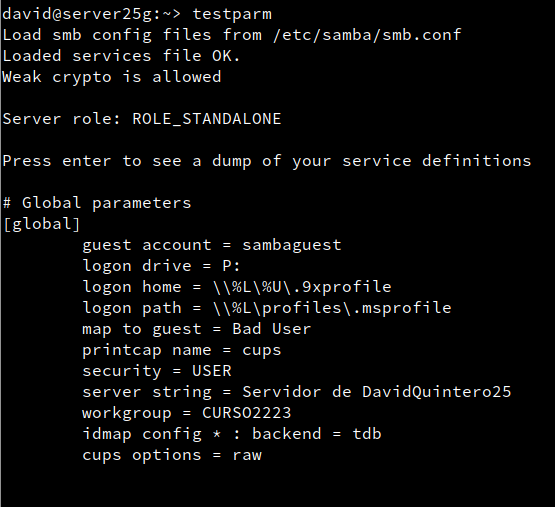 david@server25g:~> testparm
Load smb config files from /etc/samba/smb.conf
Loaded services file OK.
Weak crypto is allowed
Server role: ROLE_STANDALONE
Press enter to see a dump of your service definitions
# Global parameters
[global]
guest account = sambaguest
logon drive = P:
logon home = \\%L\%U\.9xprofile
logon path = \\%L\profiles\.msprofile
map to guest = Bad User
printcap name = cups
security = USER
server string = Servidor de DavidQuintero25
workgroup = CURSO2223
idmap config * : backend = tdb
cups options = raw